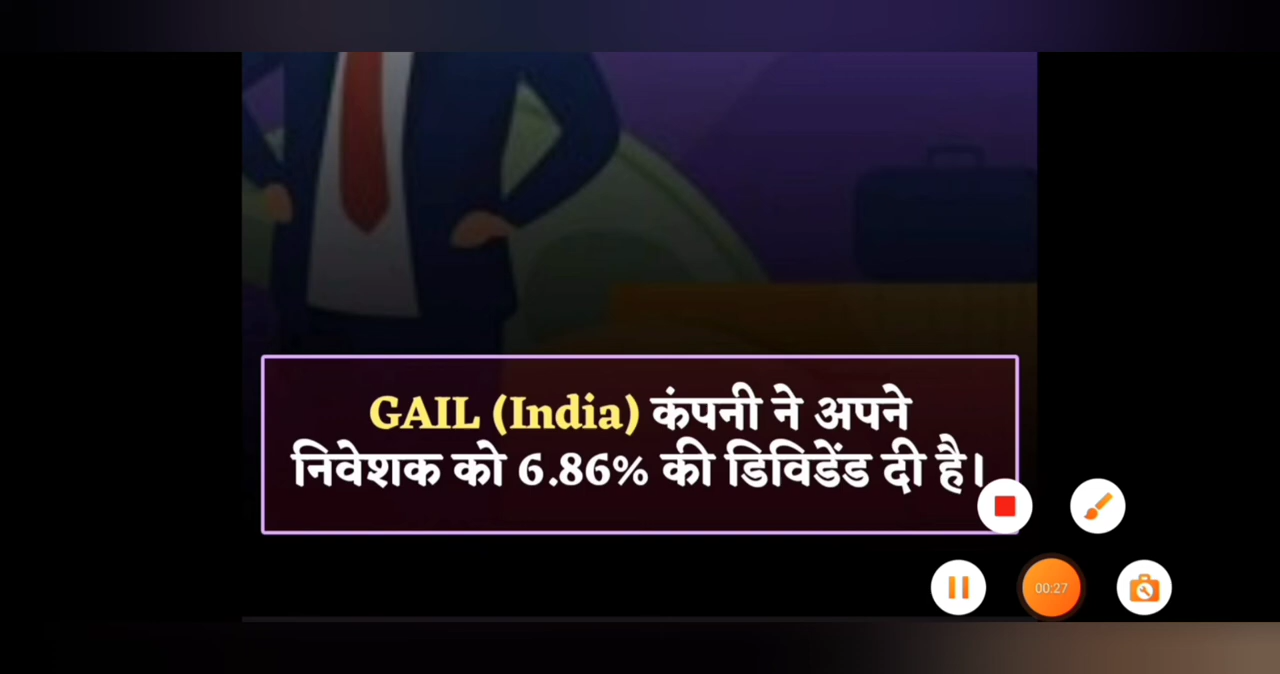 GAIL (India) कंपनी ने अपने
निवेशक को 6.86% की डिविडेंड दी है।
00:27